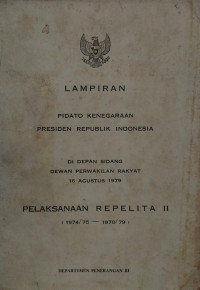 LAMPIRAN
PIDATO KENEGARAAN
PRESIDEN REPUBLIK INDONESIA
DI DEPAN SIDANG
DEWAN PERWAKILAN RAKYAT
16 AGUSTUS 1978
PELAKSANAAN REPELITA II
( 1974/75 — 1978/79 )
DEPARTEMEN PENERANGAN RI